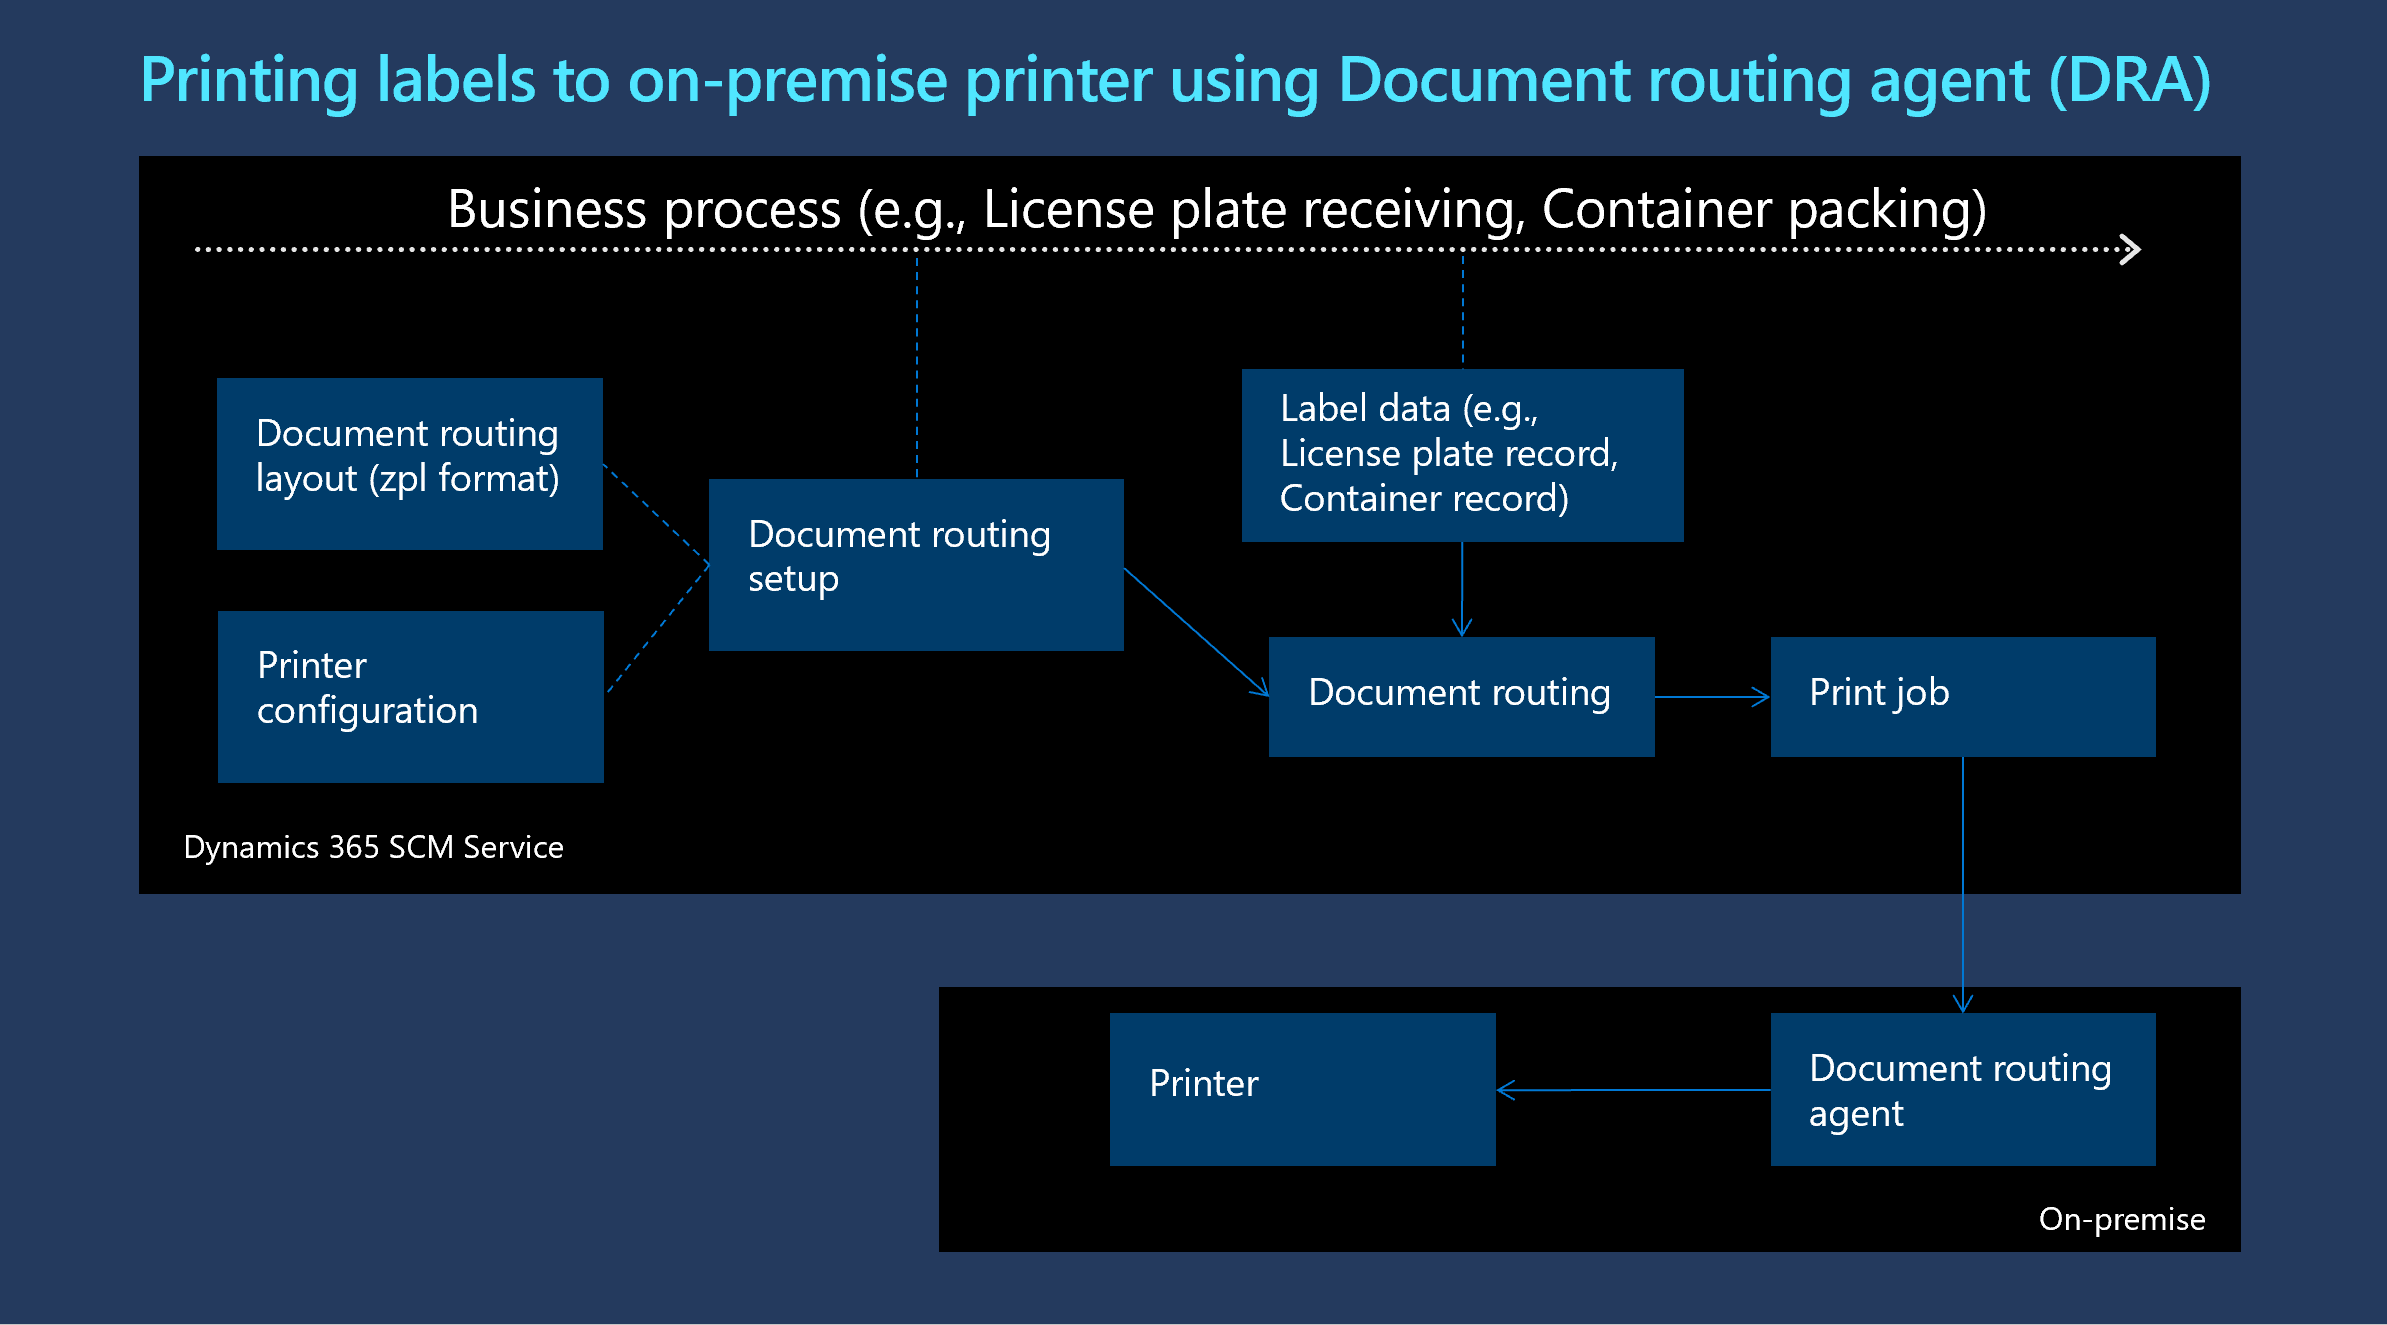 Printing labels to on-premise printer using Document routing agent (DRA)
Business process (e.g., License plate receiving, Container packing)
Document routing
layout (zpl format)
Printer
configuration
Document routing
setup
Label data (e.g.,
License plate record,
Container record)
Document routing
Print job
Dynamics 365 SCM Service
Printer
Document routing
agent
On-premise